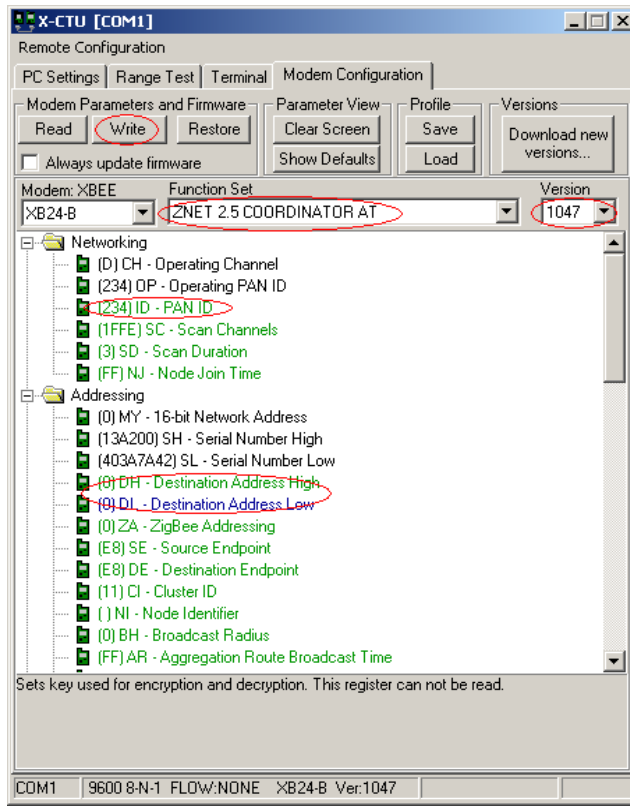 X-CTU [COM1]
Remote Configuration
PC Settings Range Test Terminal Modem Configuration
Modem Parameters and Firmware Parameter View Profile Versions
Read Write Restore Clear Screen Save Download new versions...
Always update firmware Show Defaults Load
Modem: XBEE Function Set Version
XB24-B ZNET 2.5 COORDINATOR AT 1047
Networking
(D) CH - Operating Channel
(234) OP - Operating PAN ID
(234) ID - PAN ID
(1FFE) SC - Scan Channels
(3) SD - Scan Duration
(FF) NJ - Node Join Time
Addressing
(0) MY - 16-bit Network Address
(13A200) SH - Serial Number High
(403A7A42) SL - Serial Number Low
(0) DH - Destination Address High
(0) DL - Destination Address Low
(0) ZA - ZigBee Addressing
(E8) SE - Source Endpoint
(E8) DE - Destination Endpoint
(11) CI - Cluster ID
( ) NI - Node Identifier
(0) BH - Broadcast Radius
(FF) AR - Aggregation Route Broadcast Time
Sets key used for encryption and decryption. This register can not be read.
COM1 9600 8-N-1 FLOW:NONE XB24-B Ver:1047